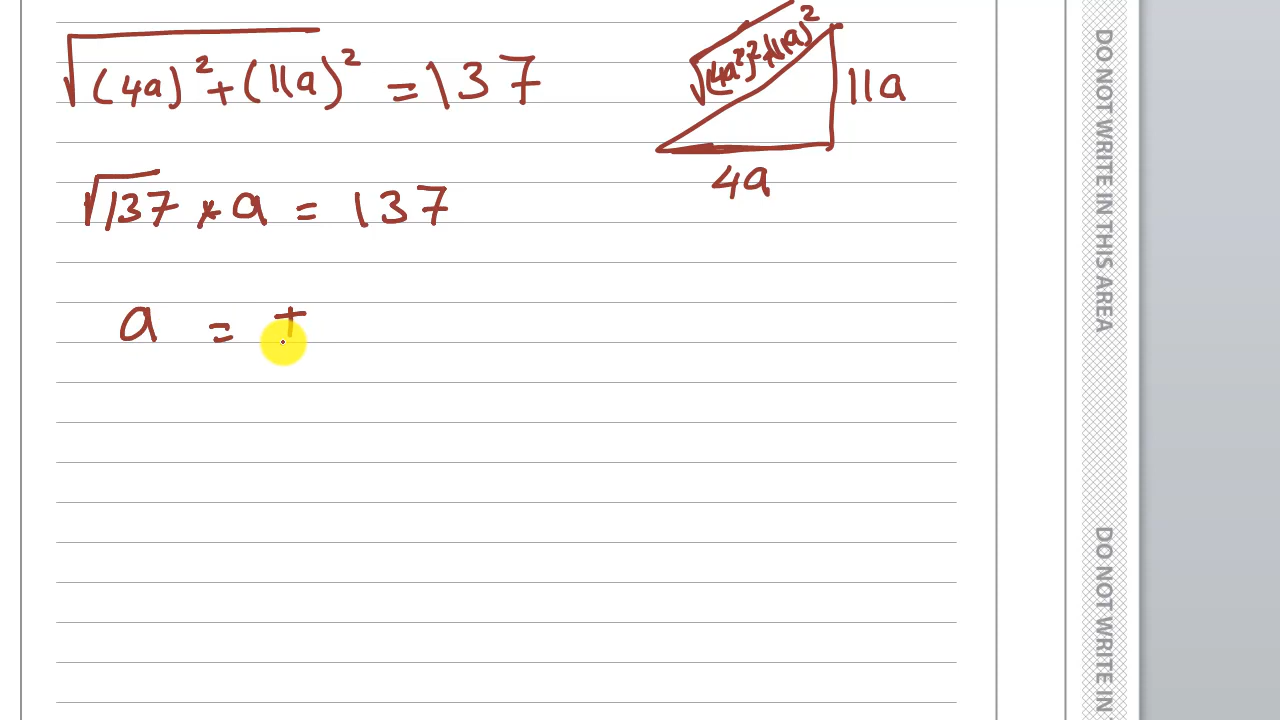 √(4a)² + (11a)² = 137
√137 * a = 137
a = +
√(4a²)² + (11a)²
11a
4a
DO NOT WRITE IN THIS AREA
DO NOT WRITE IN